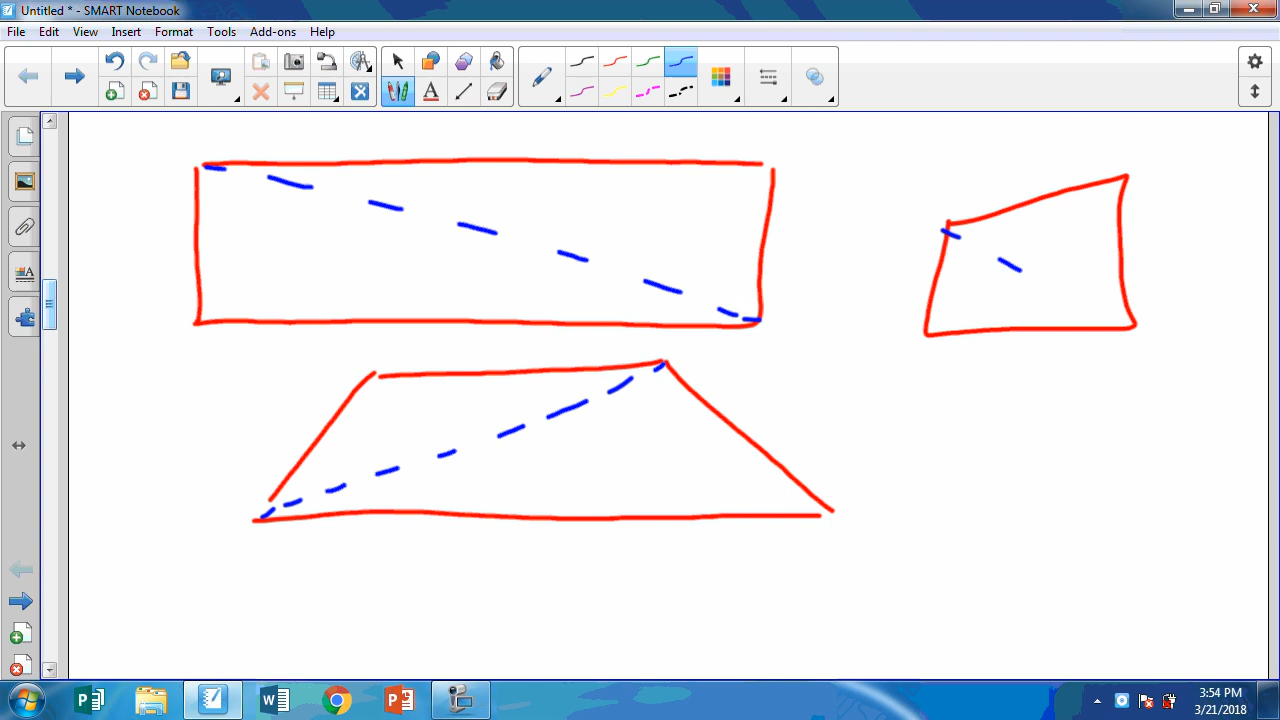 Untitled * - SMART Notebook
File Edit View Insert Format Tools Add-ons Help
3:54 PM
3/21/2018